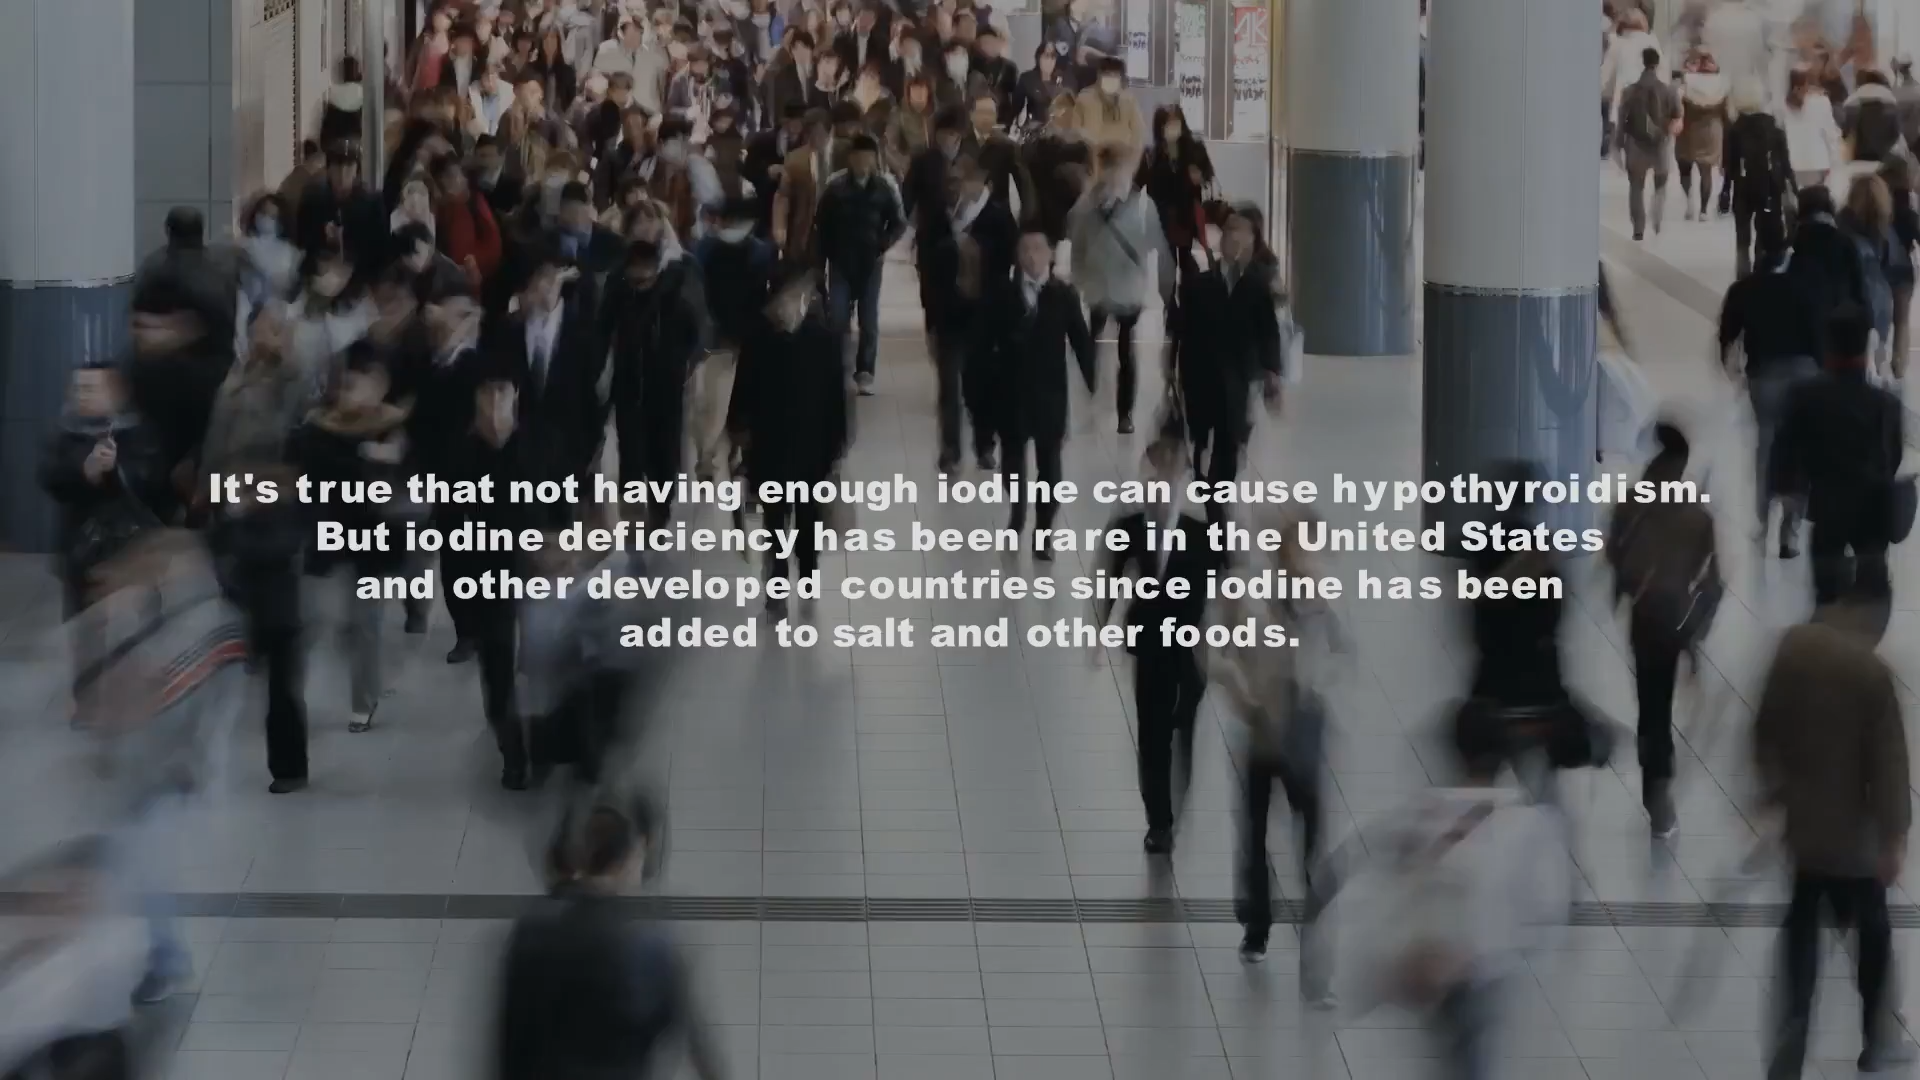 It's true that not having enough iodine can cause hypothyroidism.
But iodine deficiency has been rare in the United States
and other developed countries since iodine has been
added to salt and other foods.